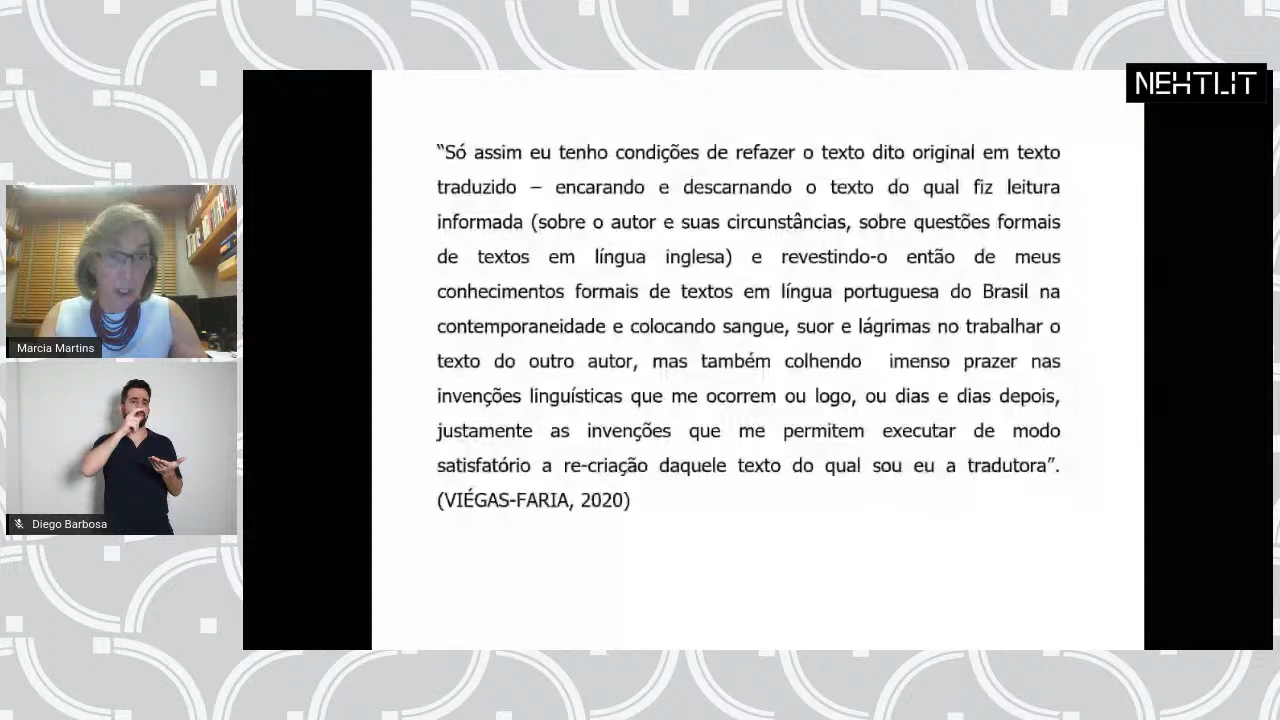 NEHTLIT
“Só assim eu tenho condições de refazer o texto dito original em texto
traduzido – encarando e descarnando o texto do qual fiz leitura
informada (sobre o autor e suas circunstâncias, sobre questões formais
de textos em língua inglesa) e revestindo-o então de meus
conhecimentos formais de textos em língua portuguesa do Brasil na
contemporaneidade e colocando sangue, suor e lágrimas no trabalhar o
texto do outro autor, mas também colhendo imenso prazer nas
invenções linguísticas que me ocorrem ou logo, ou dias e dias depois,
justamente as invenções que me permitem executar de modo
satisfatório a re-criação daquele texto do qual sou eu a tradutora”.
(VIÉGAS-FARIA, 2020)
Marcia Martins
Diego Barbosa